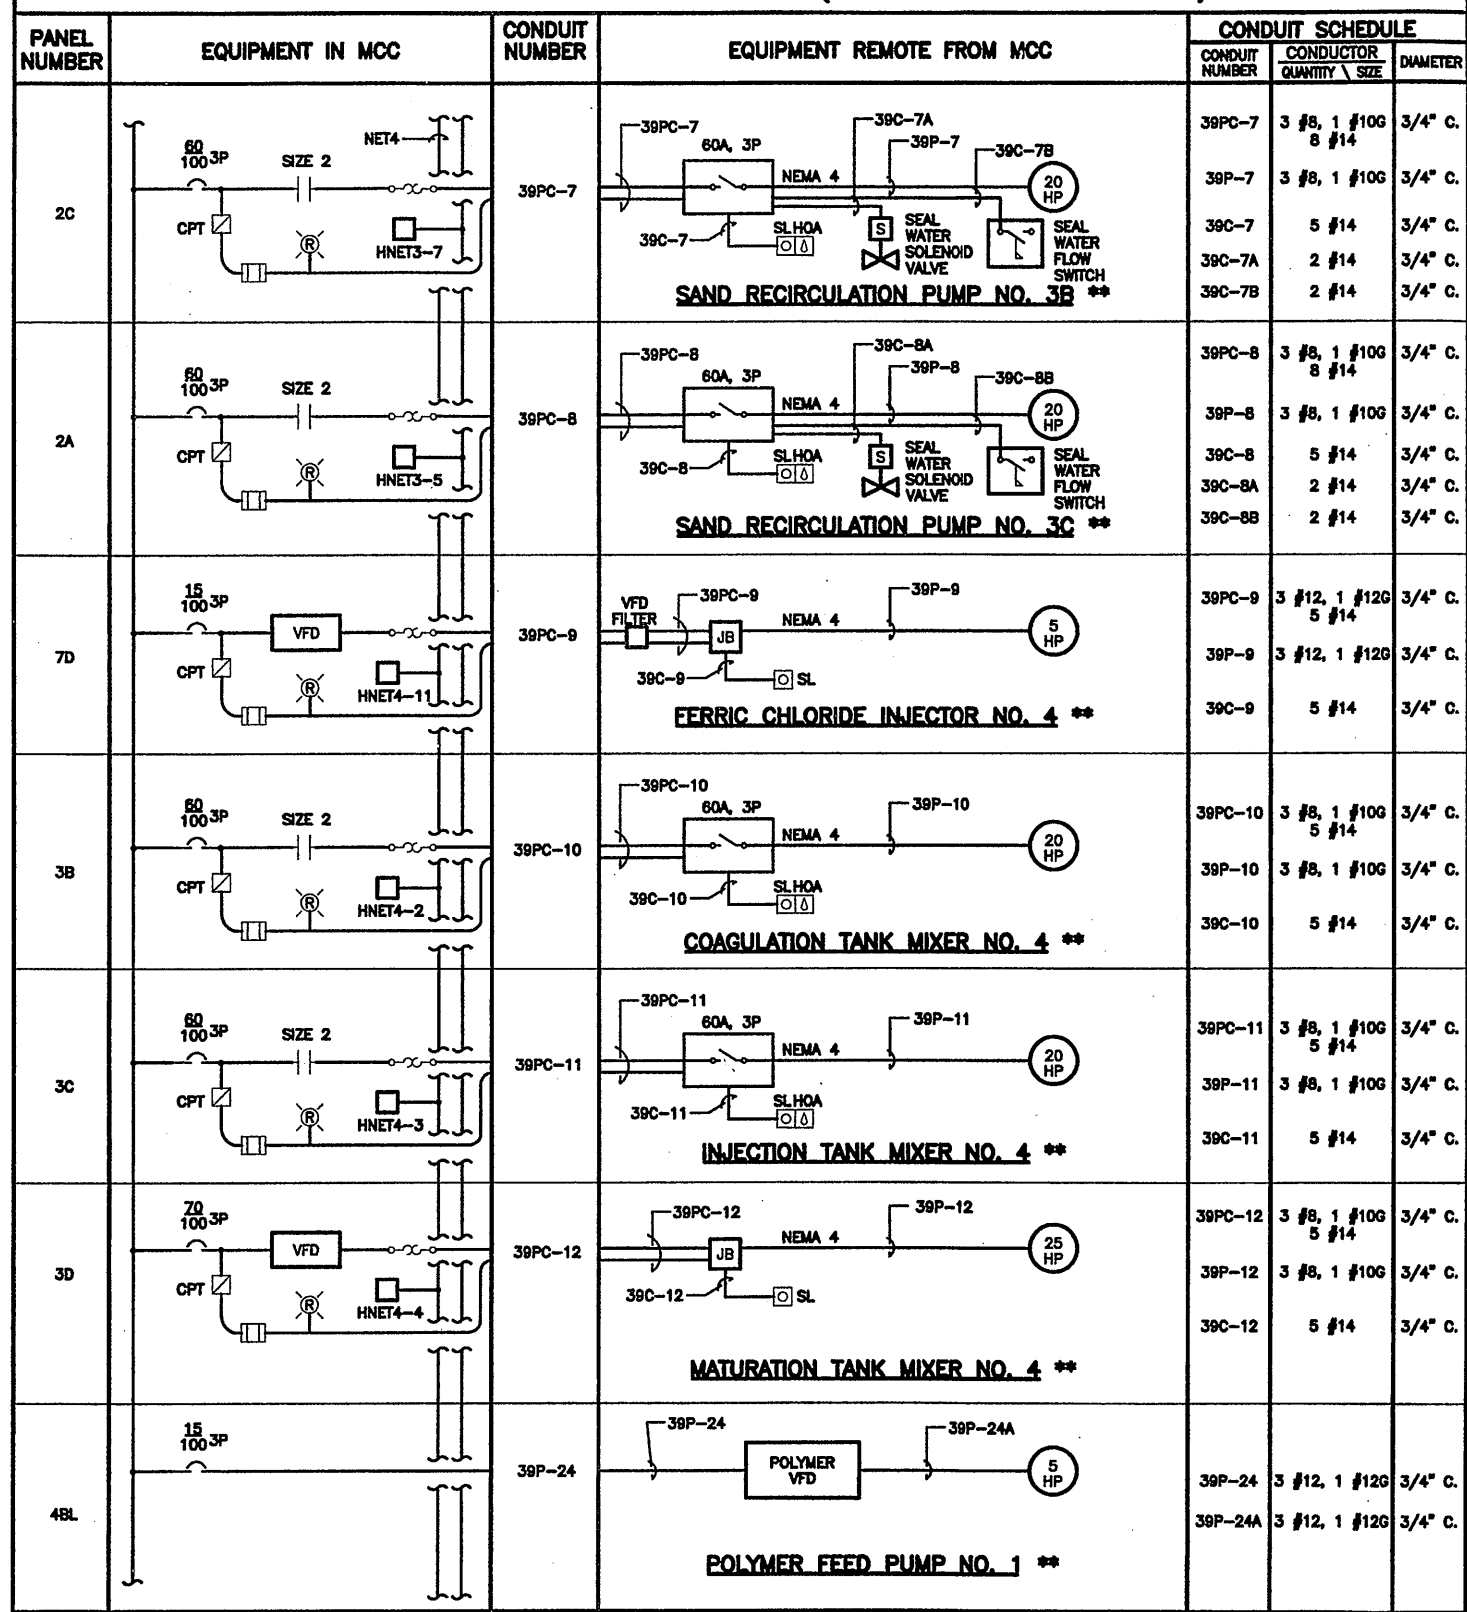 PANEL NUMBER
EQUIPMENT IN MCC
CONDUIT NUMBER
EQUIPMENT REMOTE FROM MCC
CONDUIT SCHEDULE
CONDUIT NUMBER
CONDUCTOR
QUANTITY \ SIZE
DIAMETER
2C
60
100 3P
SIZE 2
NET4
CPT
R
HNET3-7
39PC-7
39PC-7
60A, 3P
39C-7A
39P-7
39C-7B
NEMA 4
20 HP
39C-7
SL HOA
S
SEAL WATER SOLENOID VALVE
SEAL WATER FLOW SWITCH
SAND RECIRCULATION PUMP NO. 3B **
39PC-7 3 #8, 1 #10G 3/4" C.
8 #14
39P-7 3 #8, 1 #10G 3/4" C.
39C-7 5 #14 3/4" C.
39C-7A 2 #14 3/4" C.
39C-7B 2 #14 3/4" C.
2A
60
100 3P
SIZE 2
CPT
R
HNET3-5
39PC-8
39PC-8
60A, 3P
39C-8A
39P-8
39C-8B
NEMA 4
20 HP
39C-8
SL HOA
S
SEAL WATER SOLENOID VALVE
SEAL WATER FLOW SWITCH
SAND RECIRCULATION PUMP NO. 3C **
39PC-8 3 #8, 1 #10G 3/4" C.
8 #14
39P-8 3 #8, 1 #10G 3/4" C.
39C-8 5 #14 3/4" C.
39C-8A 2 #14 3/4" C.
39C-8B 2 #14 3/4" C.
7D
15
100 3P
VFD
CPT
R
HNET4-11
39PC-9
VFD FILTER
39PC-9
39P-9
JB
NEMA 4
5 HP
39C-9
SL
FERRIC CHLORIDE INJECTOR NO. 4 **
39PC-9 3 #12, 1 #12G 3/4" C.
5 #14
39P-9 3 #12, 1 #12G 3/4" C.
39C-9 5 #14 3/4" C.
3B
60
100 3P
SIZE 2
CPT
R
HNET4-2
39PC-10
39PC-10
60A, 3P
39P-10
NEMA 4
20 HP
39C-10
SL HOA
COAGULATION TANK MIXER NO. 4 **
39PC-10 3 #8, 1 #10G 3/4" C.
5 #14
39P-10 3 #8, 1 #10G 3/4" C.
39C-10 5 #14 3/4" C.
3C
60
100 3P
SIZE 2
CPT
R
HNET4-3
39PC-11
39PC-11
60A, 3P
39P-11
NEMA 4
20 HP
39C-11
SL HOA
INJECTION TANK MIXER NO. 4 **
39PC-11 3 #8, 1 #10G 3/4" C.
5 #14
39P-11 3 #8, 1 #10G 3/4" C.
39C-11 5 #14 3/4" C.
3D
70
100 3P
VFD
CPT
R
HNET4-4
39PC-12
39PC-12
39P-12
JB
NEMA 4
25 HP
39C-12
SL
MATURATION TANK MIXER NO. 4 **
39PC-12 3 #8, 1 #10G 3/4" C.
5 #14
39P-12 3 #8, 1 #10G 3/4" C.
39C-12 5 #14 3/4" C.
4BL
15
100 3P
39P-24
39P-24
POLYMER VFD
39P-24A
5 HP
POLYMER FEED PUMP NO. 1 **
39P-24 3 #12, 1 #12G 3/4" C.
39P-24A 3 #12, 1 #12G 3/4" C.